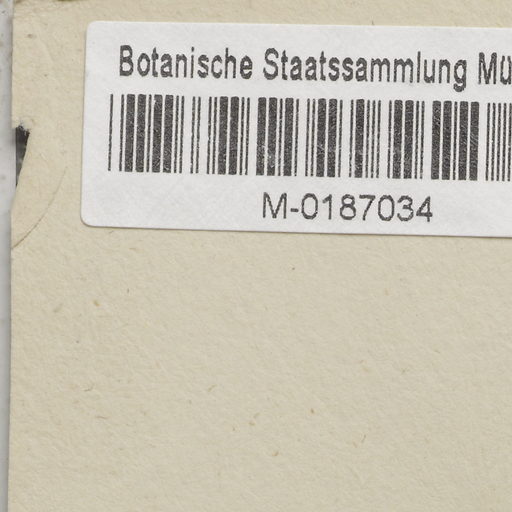 Botanische Staatssammlung Mü
M-0187034